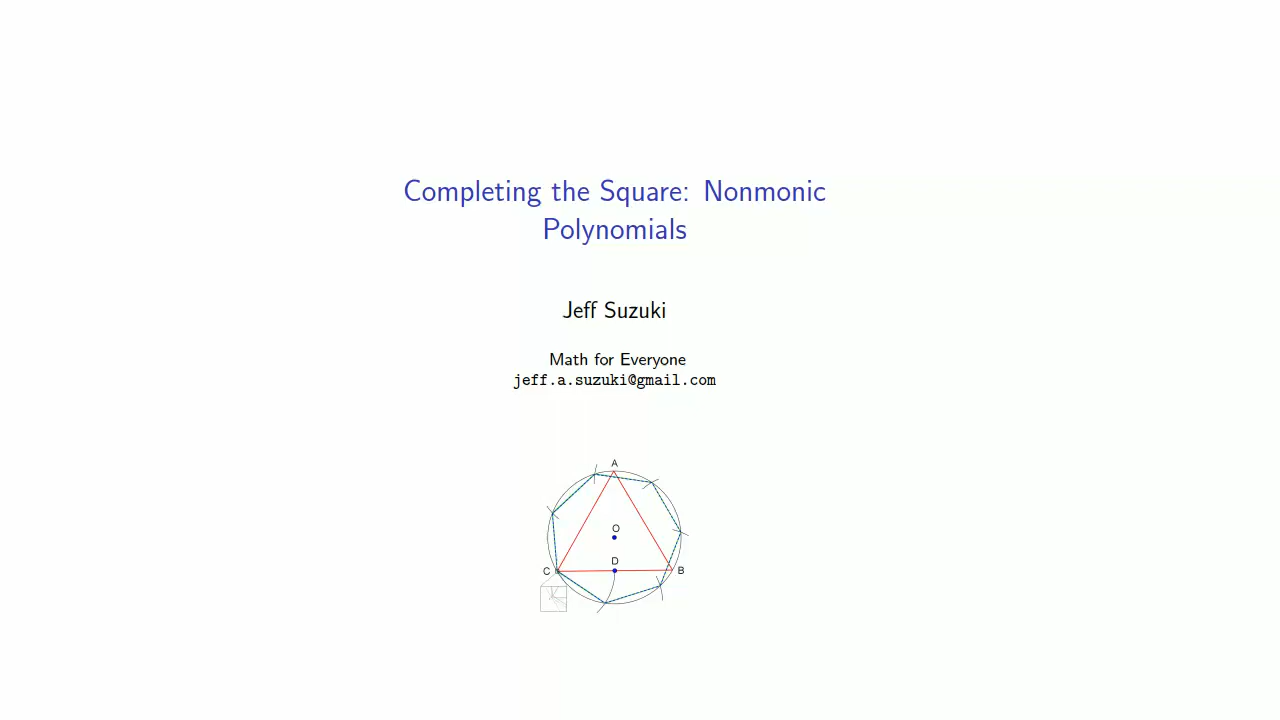 Completing the Square: Nonmonic
Polynomials
Jeff Suzuki
Math for Everyone
jeff.a.suzuki@gmail.com
A
O
D
C
B